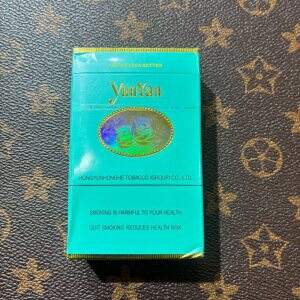 YunYan
HONGYUNHONGHE TOBACCO (GROUP) CO., LTD.
SMOKING IS HARMFUL TO YOUR HEALTH
QUIT SMOKING REDUCES HEALTH RISK